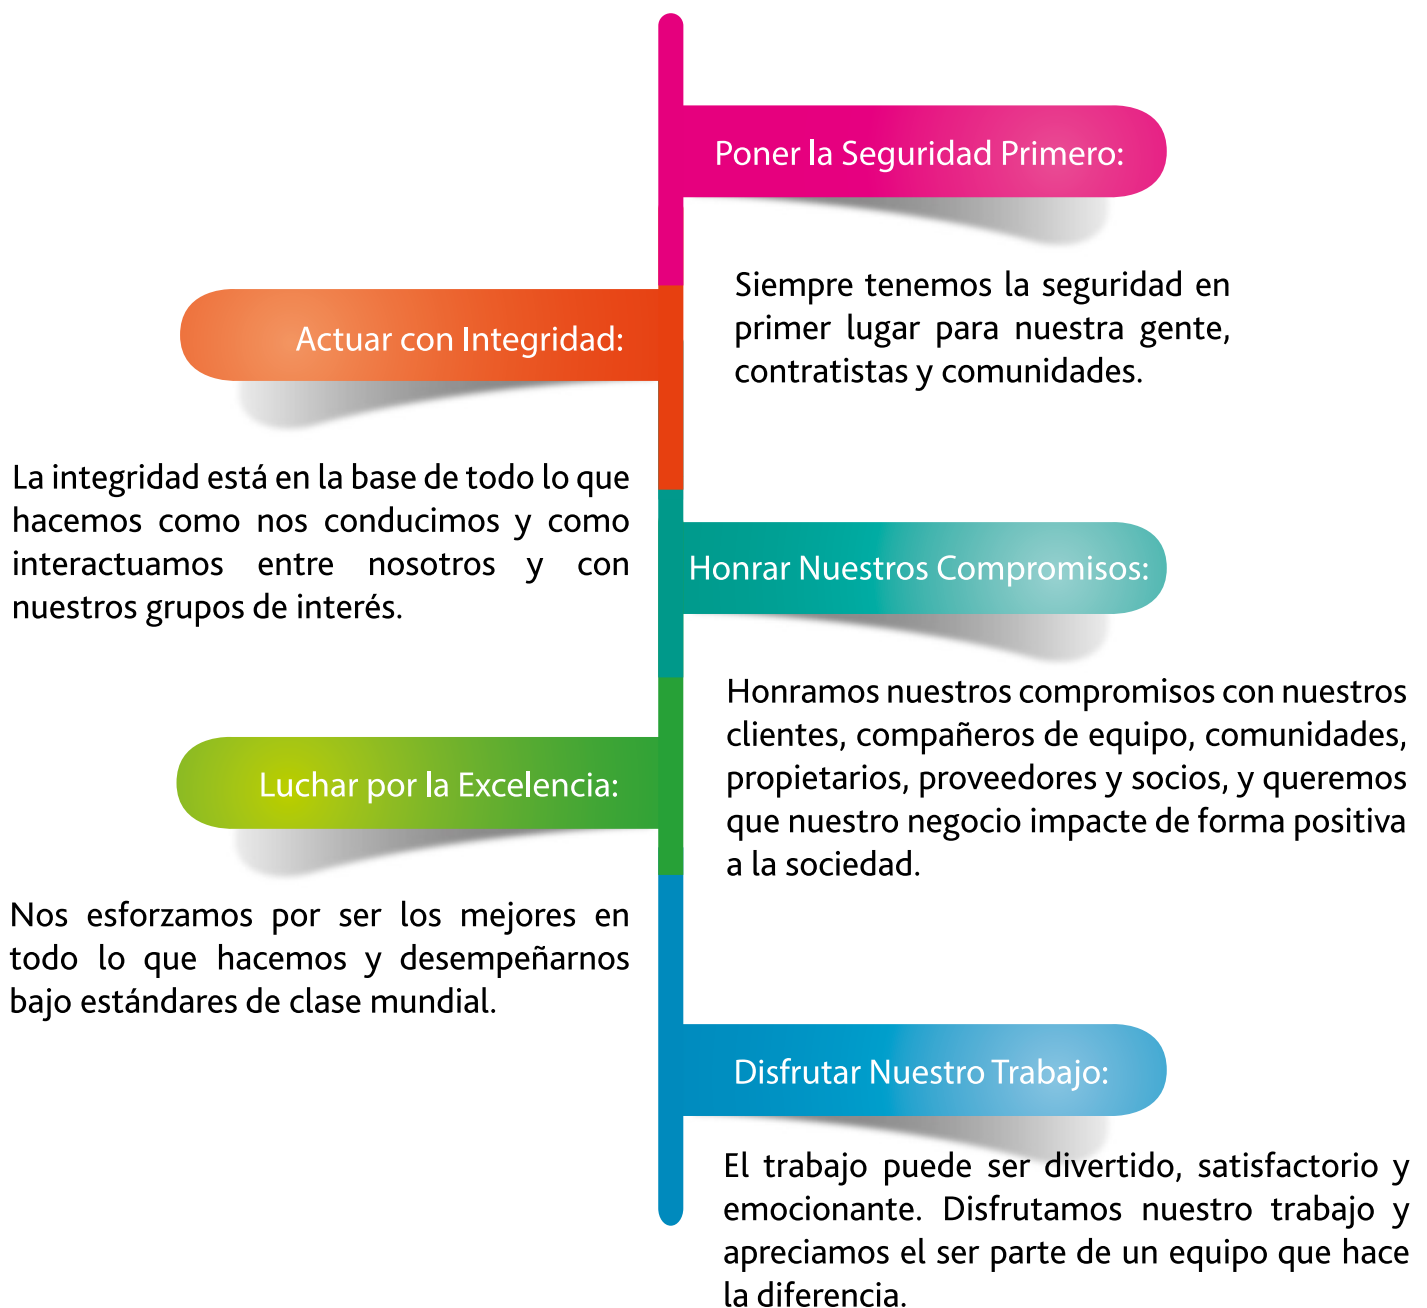 Poner la Seguridad Primero:
Siempre tenemos la seguridad en
primer lugar para nuestra gente,
contratistas y comunidades.
Actuar con Integridad:
La integridad está en la base de todo lo que
hacemos como nos conducimos y como
interactuamos entre nosotros y con
nuestros grupos de interés.
Honrar Nuestros Compromisos:
Honramos nuestros compromisos con nuestros
clientes, compañeros de equipo, comunidades,
propietarios, proveedores y socios, y queremos
que nuestro negocio impacte de forma positiva
a la sociedad.
Luchar por la Excelencia:
Nos esforzamos por ser los mejores en
todo lo que hacemos y desempeñarnos
bajo estándares de clase mundial.
Disfrutar Nuestro Trabajo:
El trabajo puede ser divertido, satisfactorio y
emocionante. Disfrutamos nuestro trabajo y
apreciamos el ser parte de un equipo que hace
la diferencia.